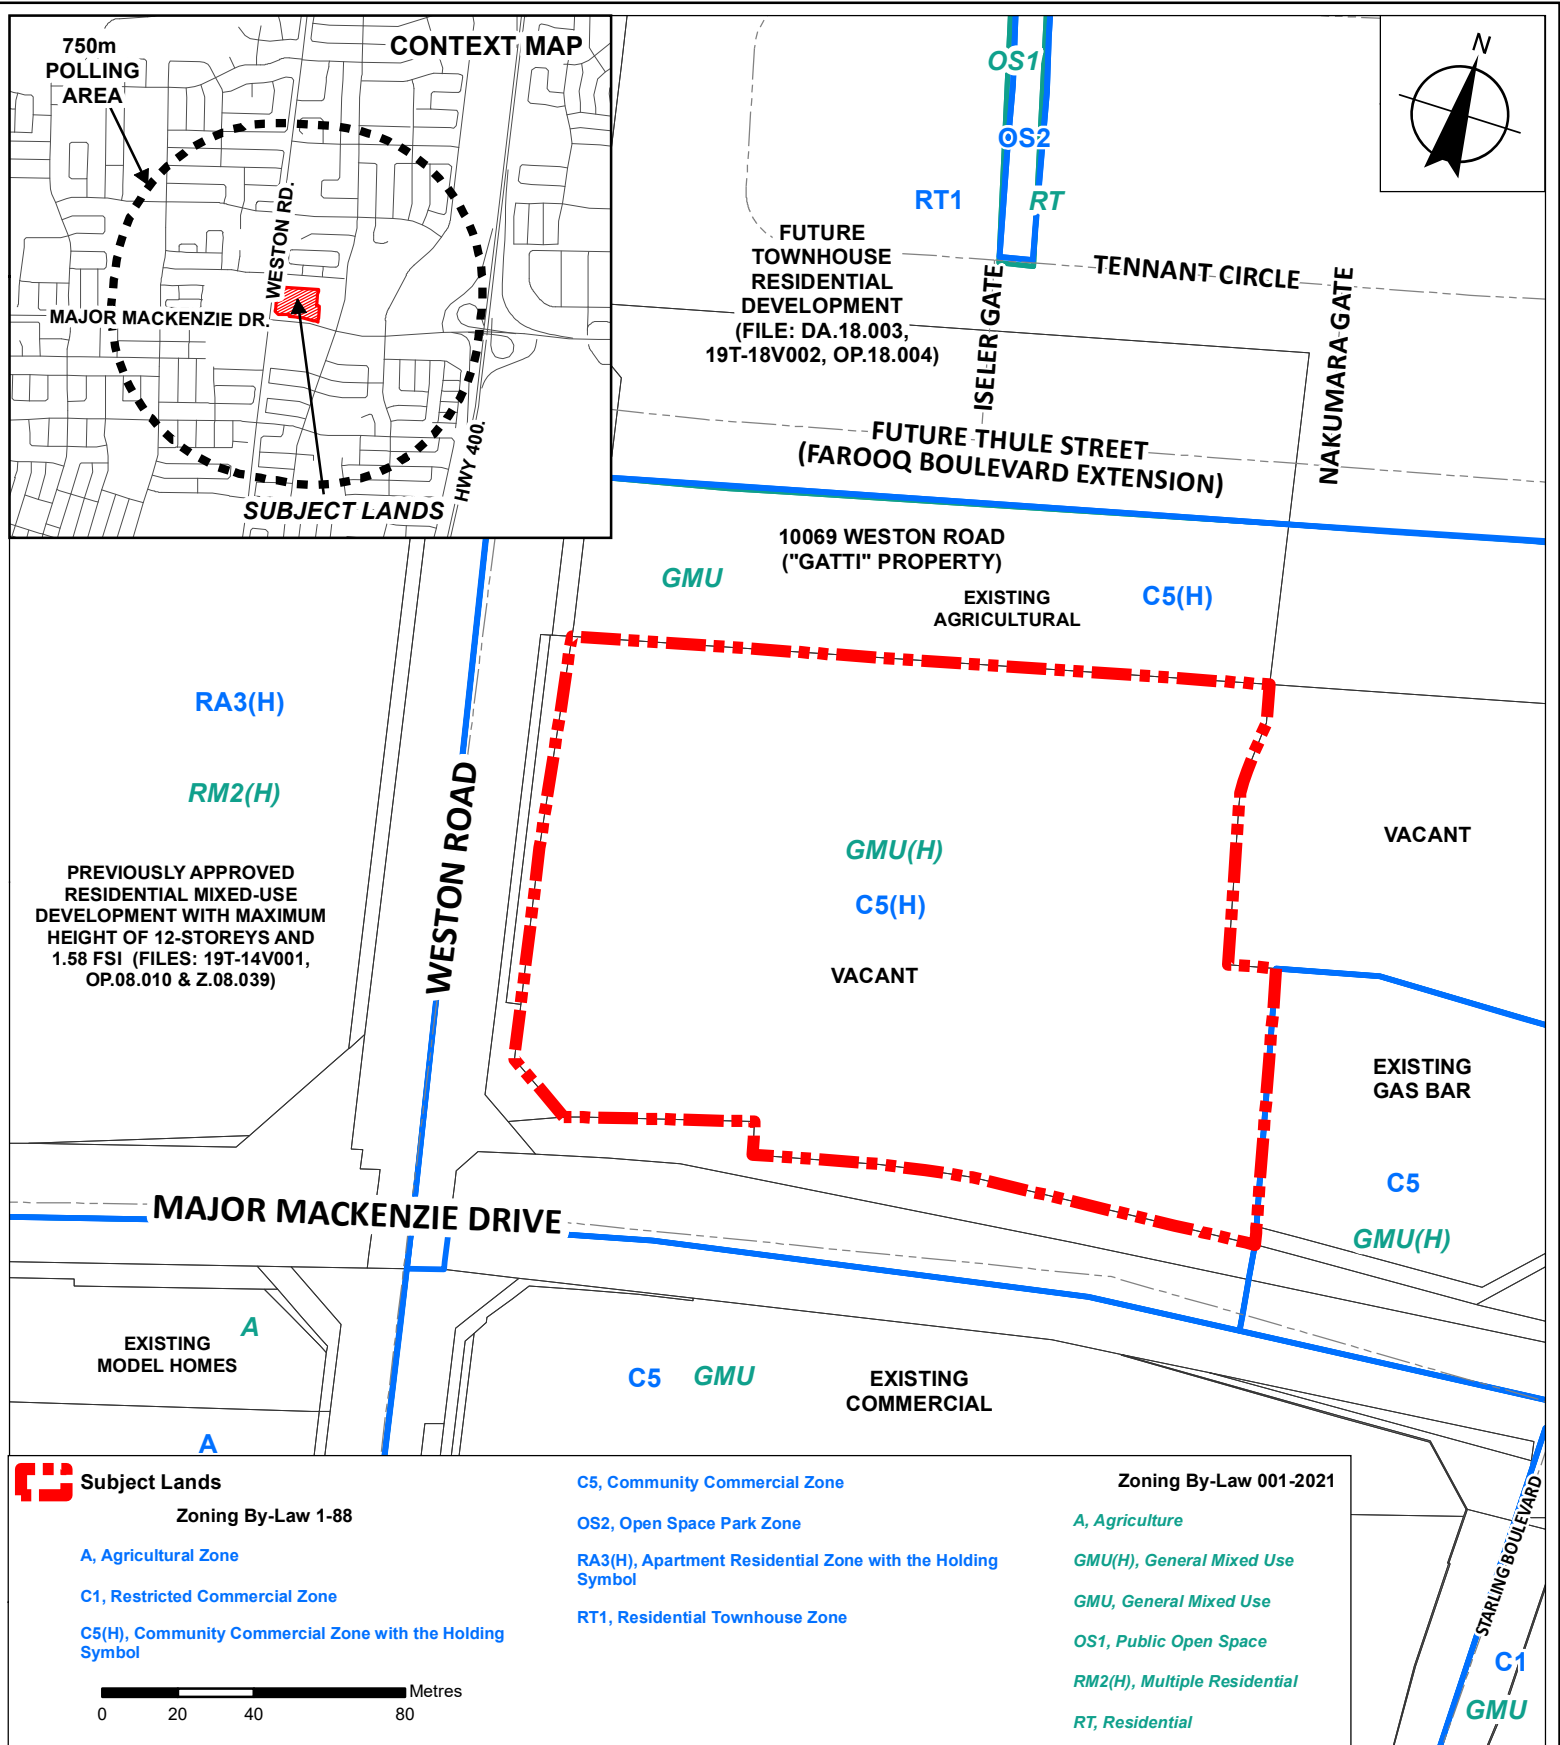 750m
POLLING
AREA
CONTEXT MAP
WESTON RD.
MAJOR MACKENZIE DR.
HWY 400.
SUBJECT LANDS
N
OS1
OS2
RT1
RT
FUTURE
TOWNHOUSE
RESIDENTIAL
DEVELOPMENT
(FILE: DA.18.003,
19T-18V002, OP.18.004)
TENNANT CIRCLE
ISELER GATE
NAKUMARA GATE
FUTURE THULE STREET
(FAROOQ BOULEVARD EXTENSION)
10069 WESTON ROAD
("GATTI" PROPERTY)
GMU
EXISTING
AGRICULTURAL
C5(H)
RA3(H)
RM2(H)
PREVIOUSLY APPROVED
RESIDENTIAL MIXED-USE
DEVELOPMENT WITH MAXIMUM
HEIGHT OF 12-STOREYS AND
1.58 FSI (FILES: 19T-14V001,
OP.08.010 & Z.08.039)
WESTON ROAD
GMU(H)
C5(H)
VACANT
VACANT
EXISTING
GAS BAR
C5
GMU(H)
MAJOR MACKENZIE DRIVE
A
EXISTING
MODEL HOMES
A
C5
GMU
EXISTING
COMMERCIAL
STARLING BOULEVARD
C1
GMU
Subject Lands
Zoning By-Law 1-88
A, Agricultural Zone
C1, Restricted Commercial Zone
C5(H), Community Commercial Zone with the Holding
Symbol
C5, Community Commercial Zone
OS2, Open Space Park Zone
RA3(H), Apartment Residential Zone with the Holding
Symbol
RT1, Residential Townhouse Zone
Zoning By-Law 001-2021
A, Agriculture
GMU(H), General Mixed Use
GMU, General Mixed Use
OS1, Public Open Space
RM2(H), Multiple Residential
RT, Residential
Metres
0 20 40 80